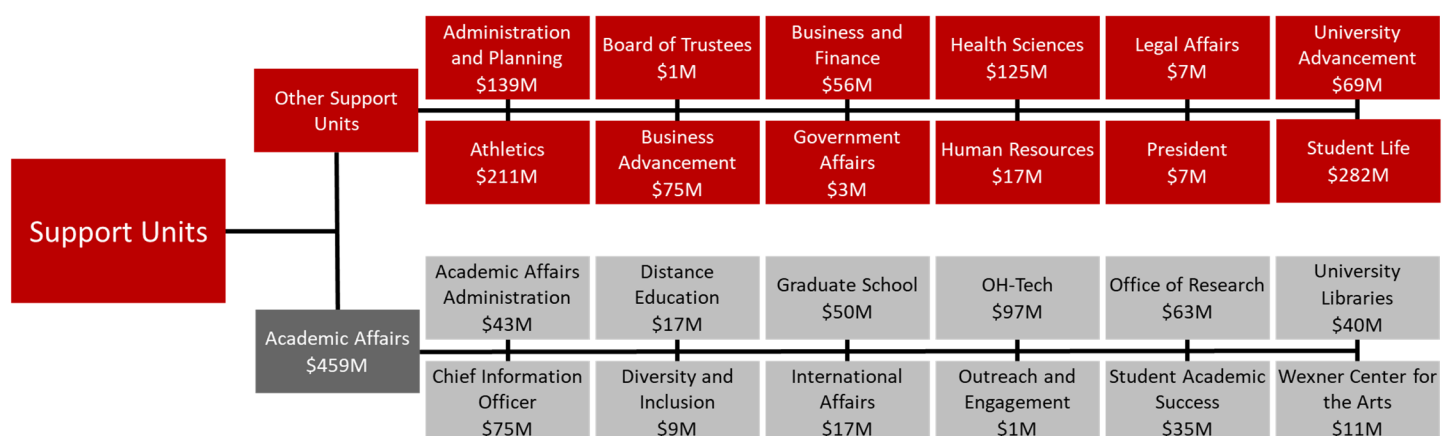 Support Units
Other Support
Units
Administration
and Planning
$139M
Board of Trustees
$1M
Business and
Finance
$56M
Health Sciences
$125M
Legal Affairs
$7M
University
Advancement
$69M
Athletics
$211M
Business
Advancement
$75M
Government
Affairs
$3M
Human Resources
$17M
President
$7M
Student Life
$282M
Academic Affairs
$459M
Academic Affairs
Administration
$43M
Distance
Education
$17M
Graduate School
$50M
OH-Tech
$97M
Office of Research
$63M
University
Libraries
$40M
Chief Information
Officer
$75M
Diversity and
Inclusion
$9M
International
Affairs
$17M
Outreach and
Engagement
$1M
Student Academic
Success
$35M
Wexner Center for
the Arts
$11M